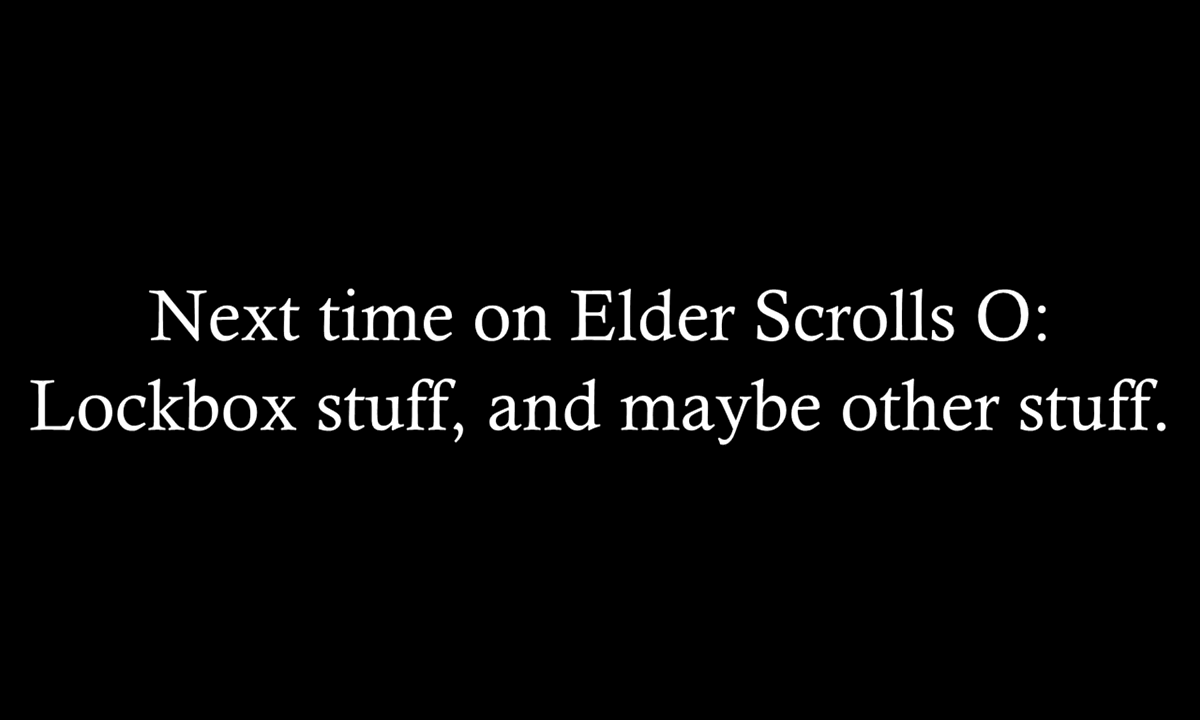 Next time on Elder Scrolls O:
Lockbox stuff, and maybe other stuff.